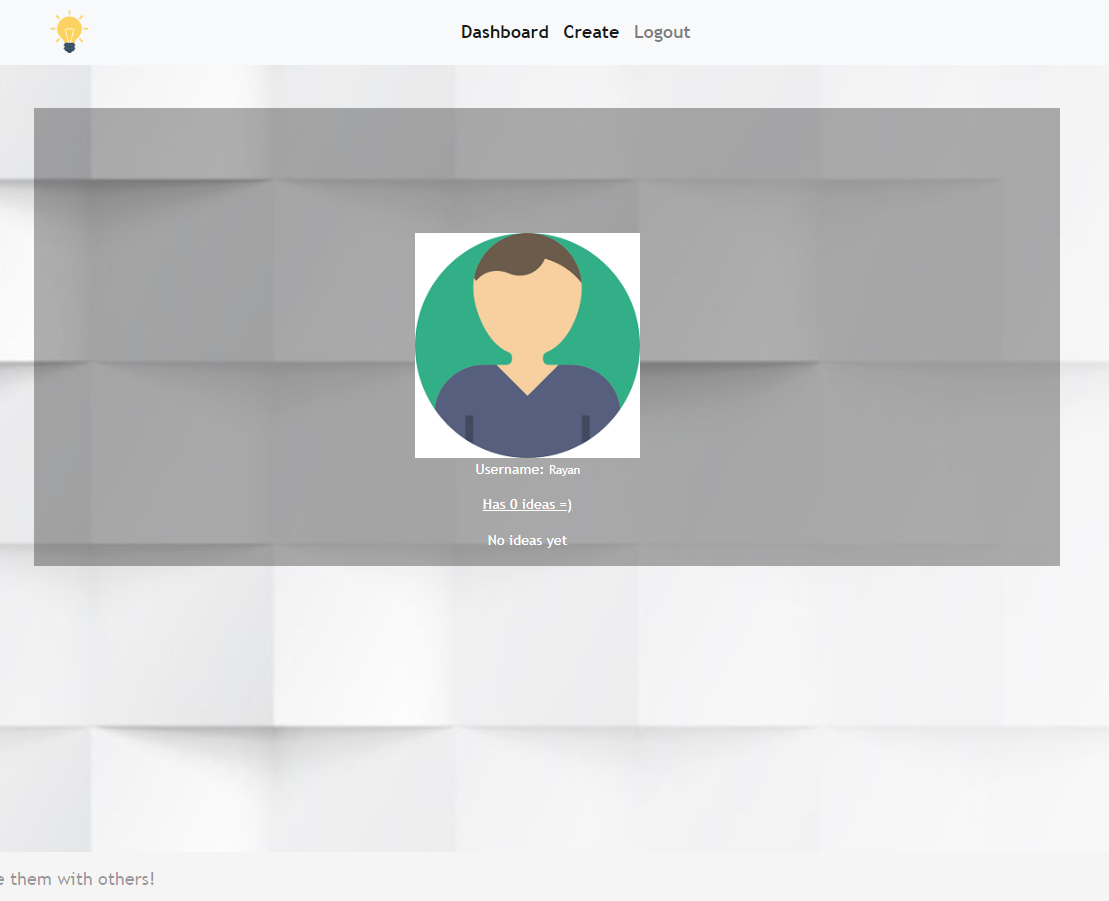 Dashboard Create Logout
Username: Rayan
Has 0 ideas =)
No ideas yet
them with others!